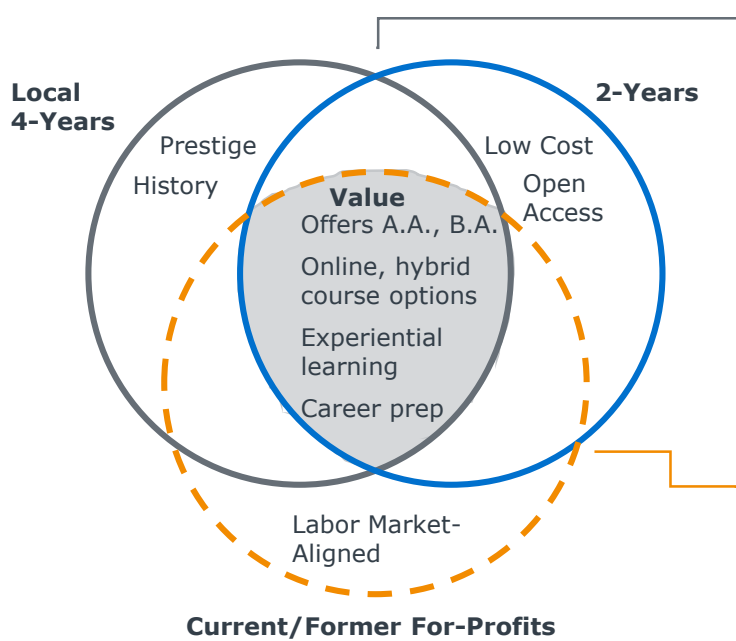 Local
4-Years
2-Years
Prestige
History
Low Cost
Open
Access
Value
Offers A.A., B.A.
Online, hybrid
course options
Experiential
learning
Career prep
Labor Market-
Aligned
Current/Former For-Profits